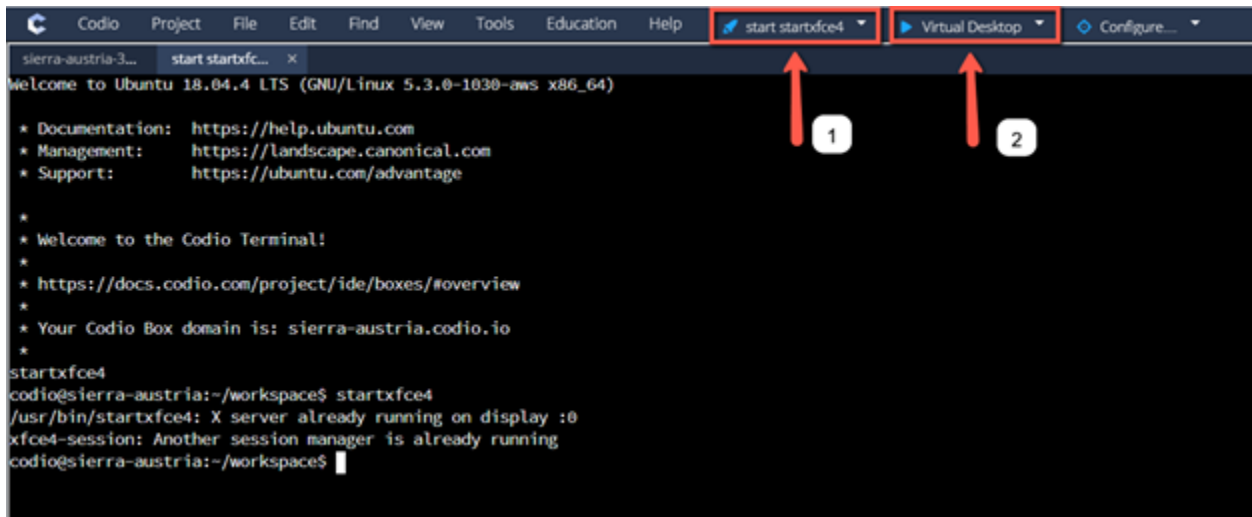 Codio Project File Edit Find View Tools Education Help start startxfce4 Virtual Desktop Configure....
sierra-austria-3... start startxfc... ×
Welcome to Ubuntu 18.04.4 LTS (GNU/Linux 5.3.0-1030-aws x86_64)
* Documentation: https://help.ubuntu.com
* Management: https://landscape.canonical.com
* Support: https://ubuntu.com/advantage
*
* Welcome to the Codio Terminal!
*
* https://docs.codio.com/project/ide/boxes/#overview
*
* Your Codio Box domain is: sierra-austria.codio.io
*
startxfce4
codio@sierra-austria:~/workspace$ startxfce4
/usr/bin/startxfce4: X server already running on display :0
xfce4-session: Another session manager is already running
codio@sierra-austria:~/workspace$
1
2